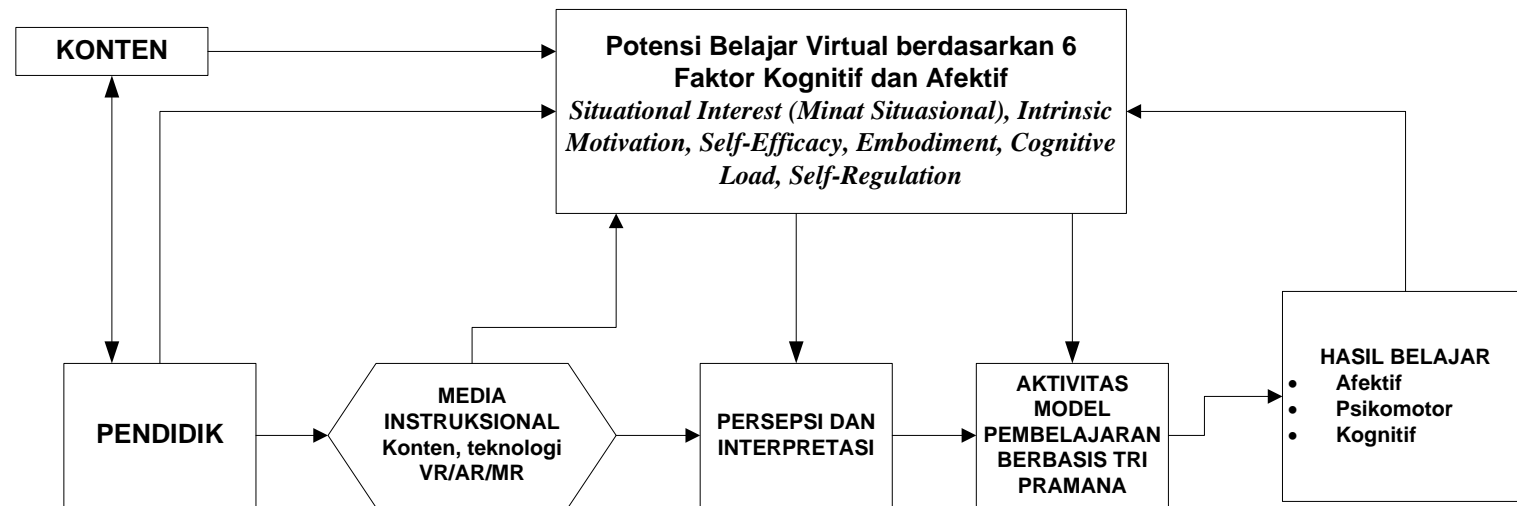 KONTEN
Potensi Belajar Virtual berdasarkan 6
Faktor Kognitif dan Afektif
Situational Interest (Minat Situasional), Intrinsic
Motivation, Self-Efficacy, Embodiment, Cognitive
Load, Self-Regulation
PENDIDIK
MEDIA
INSTRUKSIONAL
Konten, teknologi
VR/AR/MR
PERSEPSI DAN
INTERPRETASI
AKTIVITAS
MODEL
PEMBELAJARAN
BERBASIS TRI
PRAMANA
HASIL BELAJAR
• Afektif
• Psikomotor
• Kognitif